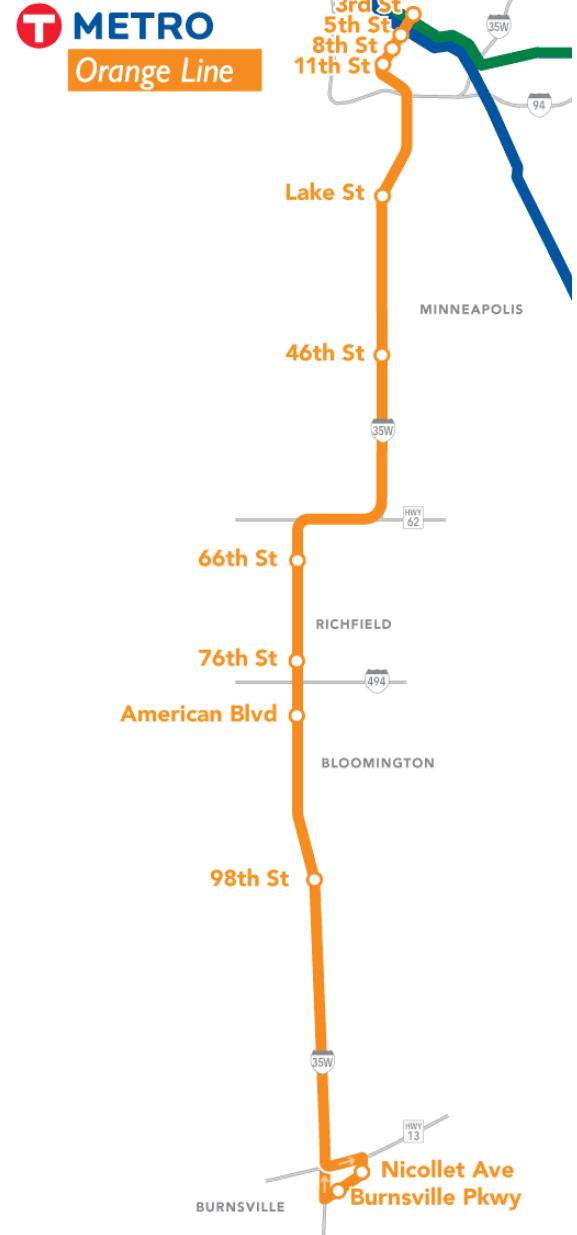 T METRO
Orange Line
3rd St
5th St
8th St
11th St
35W
94
Lake St
MINNEAPOLIS
46th St
35W
HWY
62
66th St
RICHFIELD
76th St
494
American Blvd
BLOOMINGTON
98th St
35W
HWY
13
Nicollet Ave
Burnsville Pkwy
BURNSVILLE